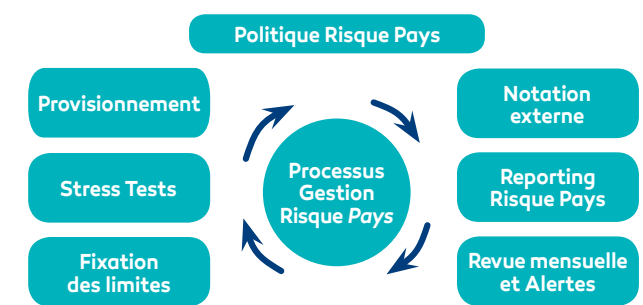 Politique Risque Pays
Provisionnement
Stress Tests
Fixation
des limites
Processus
Gestion
Risque Pays
Notation
externe
Reporting
Risque Pays
Revue mensuelle
et Alertes